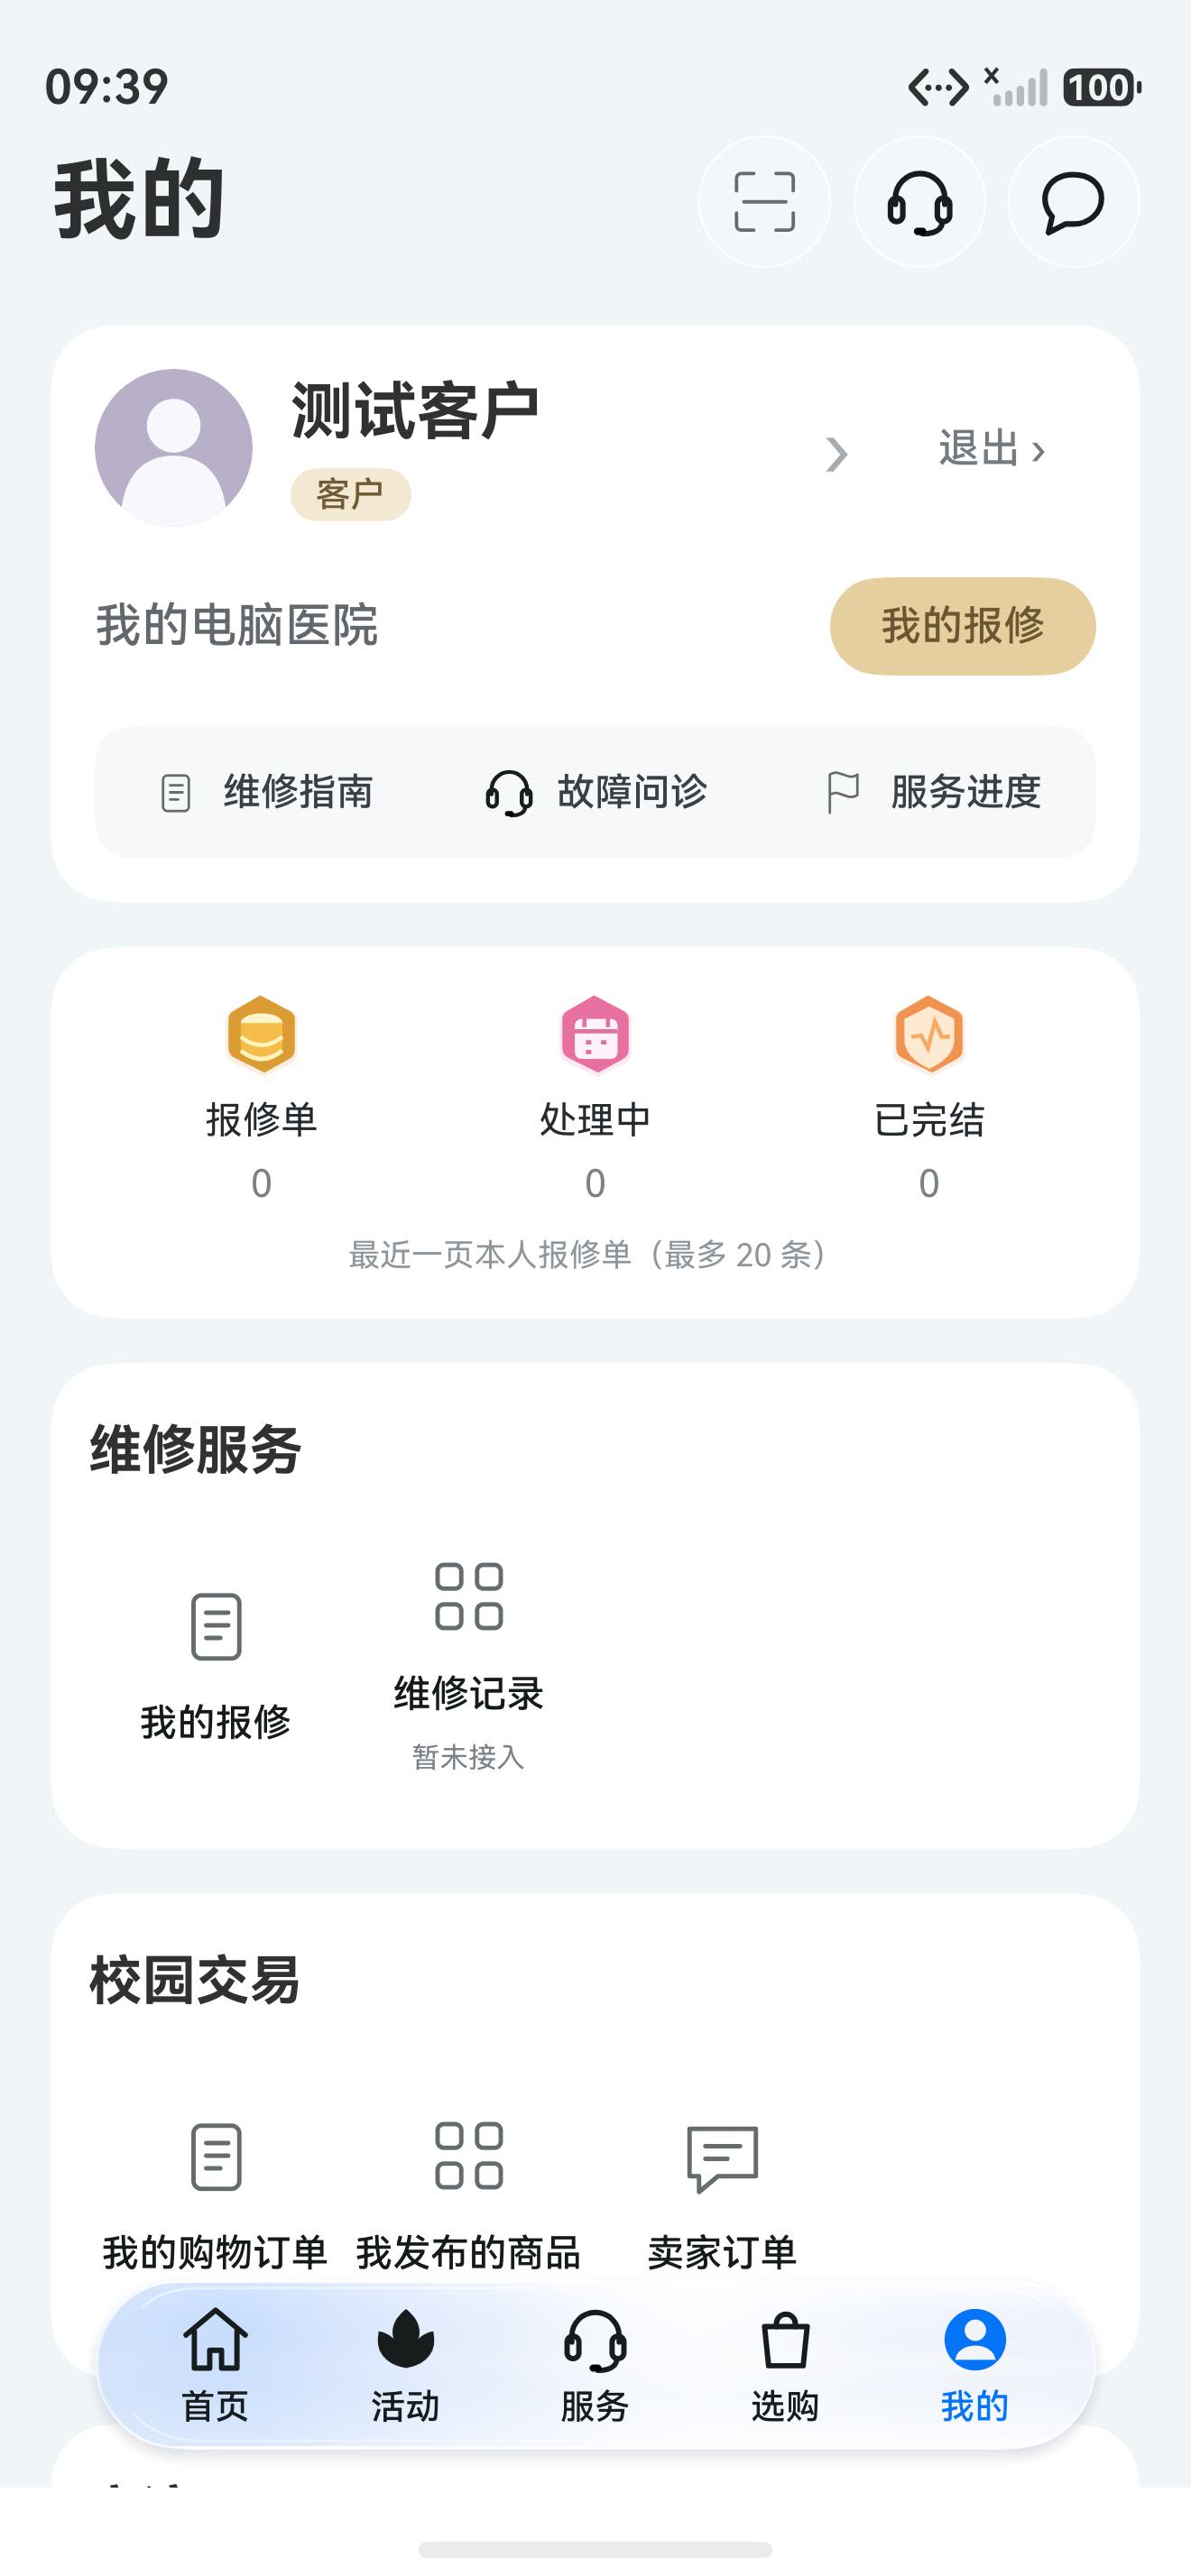 09:39
100
我的
测试客户
退出 ›
客户
我的电脑医院
我的报修
维修指南
故障问诊
服务进度
报修单
处理中
已完结
0
0
0
最近一页本人报修单（最多 20 条）
维修服务
我的报修
维修记录
暂未接入
校园交易
我的购物订单
我发布的商品
卖家订单
首页
活动
服务
选购
我的